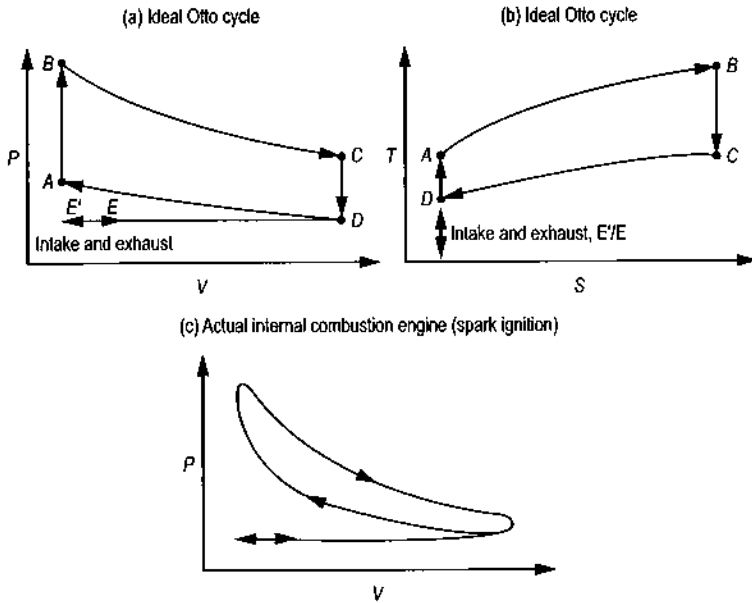 (a) Ideal Otto cycle
B
P
C
A
E' E
D
Intake and exhaust
V
(b) Ideal Otto cycle
B
T
A
C
D
Intake and exhaust, E'/E
S
(c) Actual internal combustion engine (spark ignition)
P
V